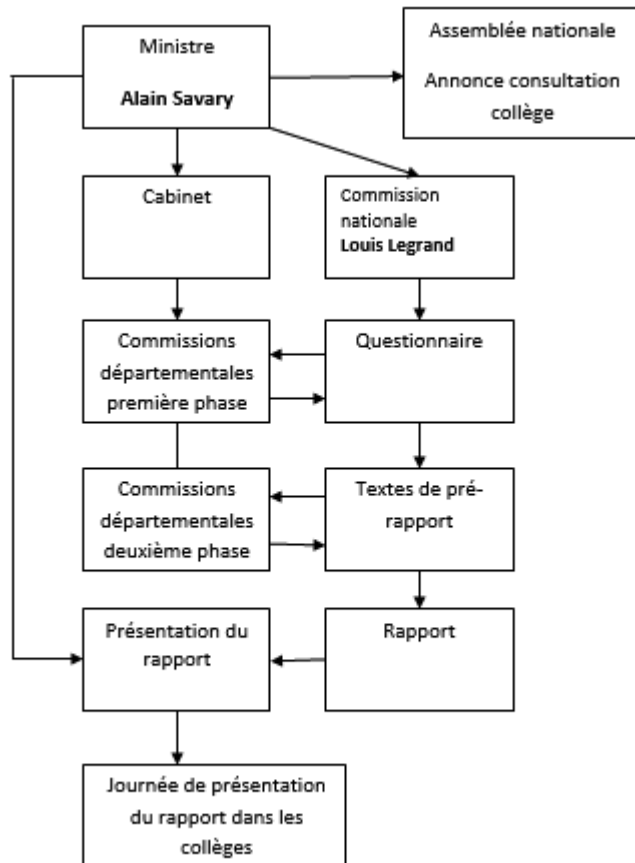 Ministre
Alain Savary
Assemblée nationale
Annonce consultation
collège
Cabinet
Commission
nationale
Louis Legrand
Commissions
départementales
première phase
Questionnaire
Commissions
départementales
deuxième phase
Textes de pré-
rapport
Présentation du
rapport
Rapport
Journée de présentation
du rapport dans les
collèges